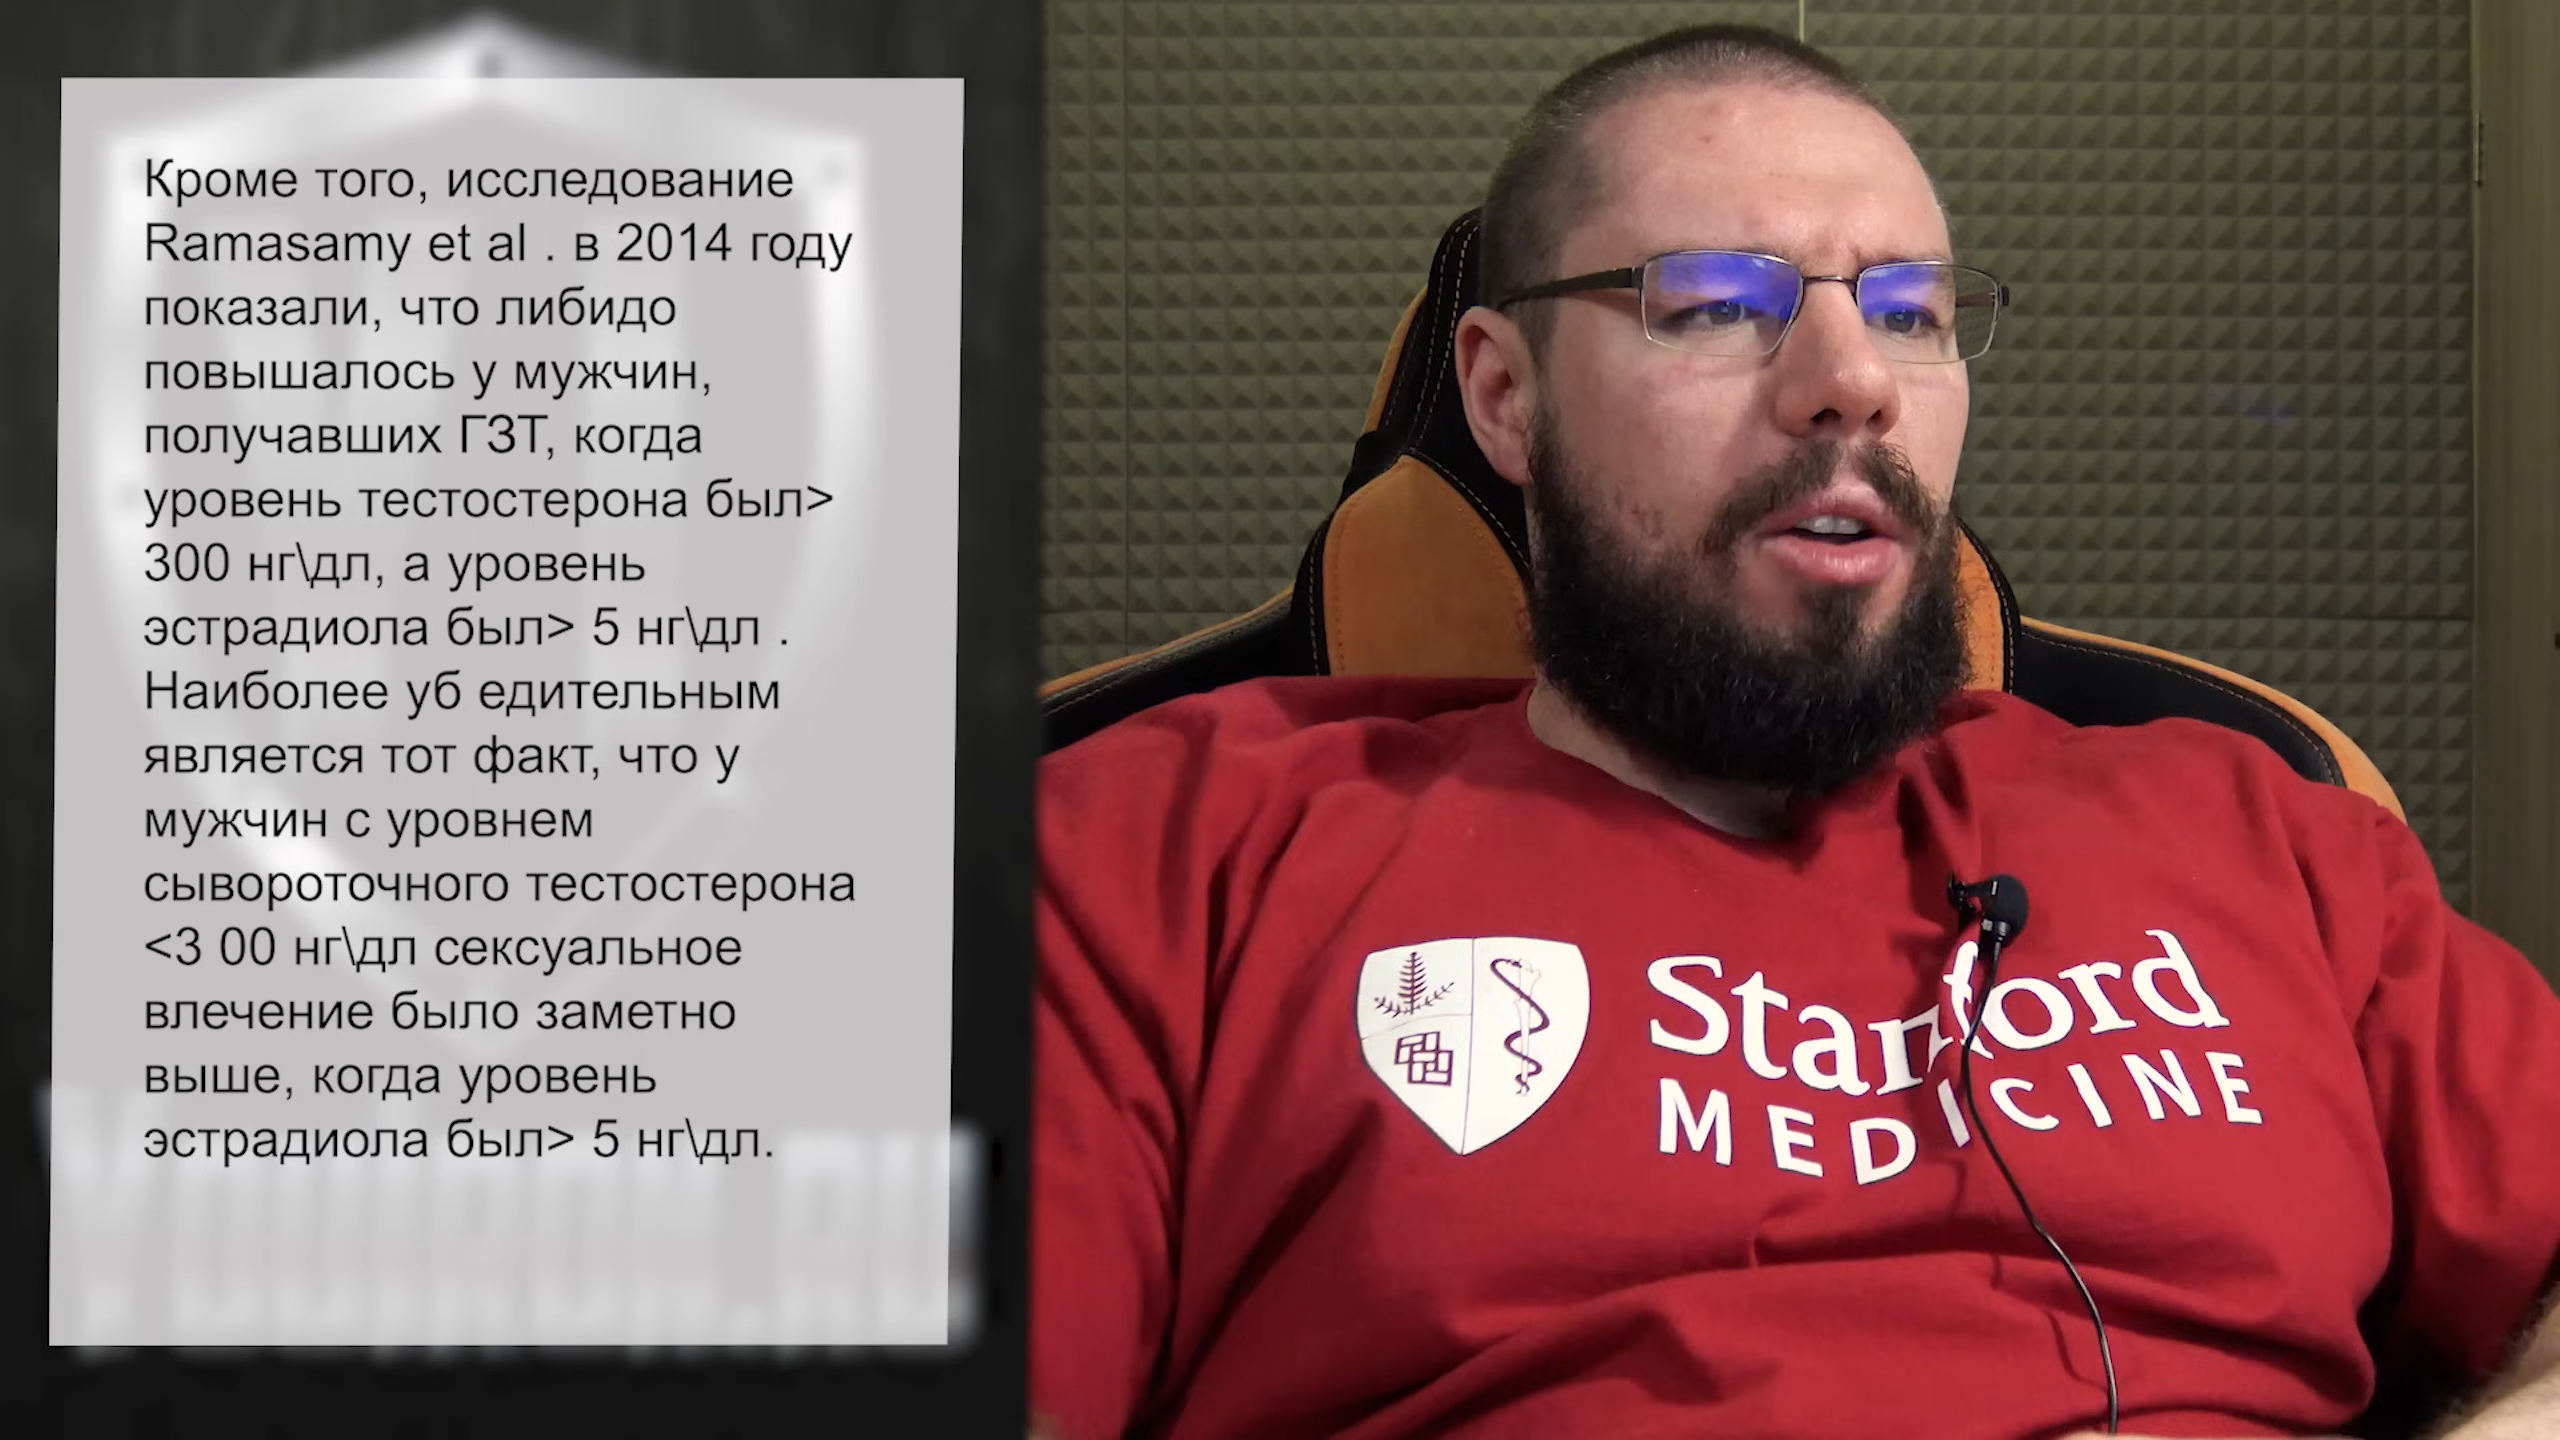 Кроме того, исследование
Ramasamy et al . в 2014 году
показали, что либидо
повышалось у мужчин,
получавших ГЗТ, когда
уровень тестостерона был>
300 нг\дл, а уровень
эстрадиола был> 5 нг\дл .
Наиболее уб едительным
является тот факт, что у
мужчин с уровнем
сывороточного тестостерона
<3 00 нг\дл сексуальное
влечение было заметно
выше, когда уровень
эстрадиола был> 5 нг\дл.
Stanford
MEDICINE